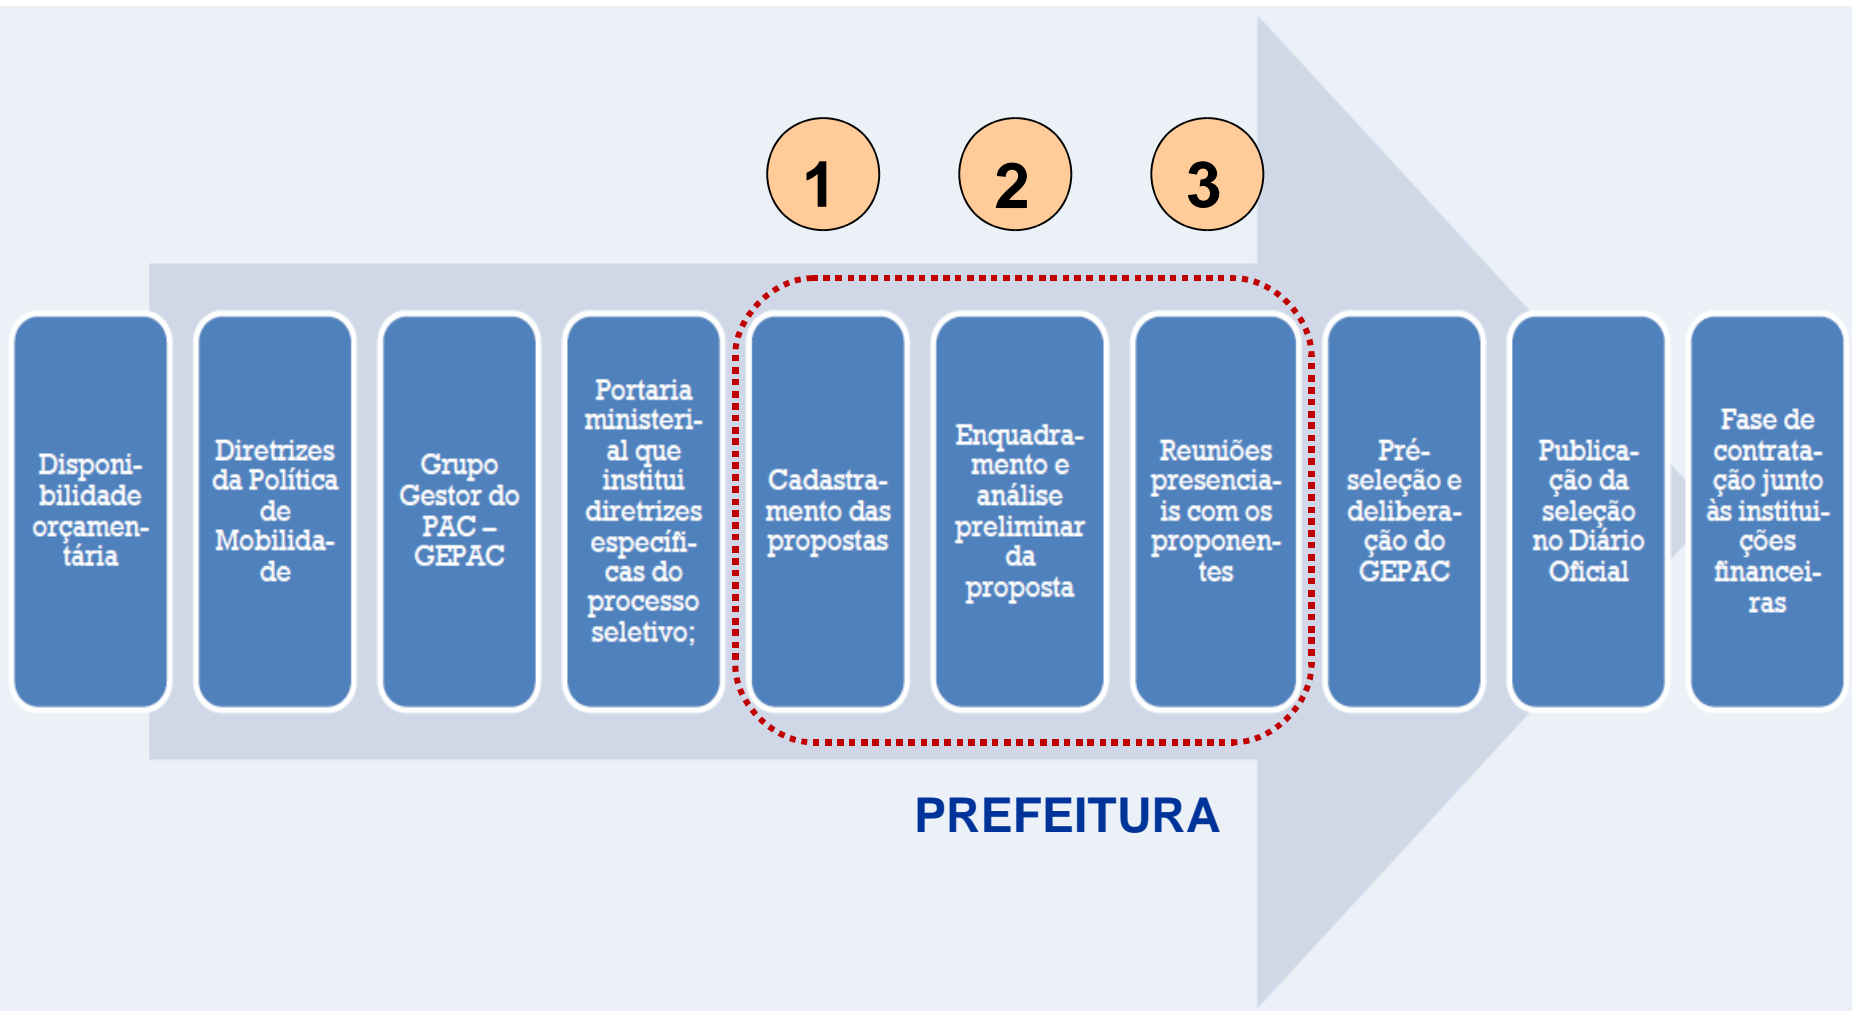 1
2
3
Disponi-
bilidade
orçamen-
tária
Diretrizes
da Política
de
Mobilida-
de
Grupo
Gestor do
PAC –
GEPAC
Portaria
ministeri-
al que
institui
diretrizes
específi-
cas do
processo
seletivo;
Cadastra-
mento das
propostas
Enquadra-
mento e
análise
preliminar
da
proposta
Reuniões
presencia-
is com os
proponen-
tes
Pré-
seleção e
delibera-
ção do
GEPAC
Publica-
ção da
seleção
no Diário
Oficial
Fase de
contrata-
ção junto
às institui-
ções
financei-
ras
PREFEITURA